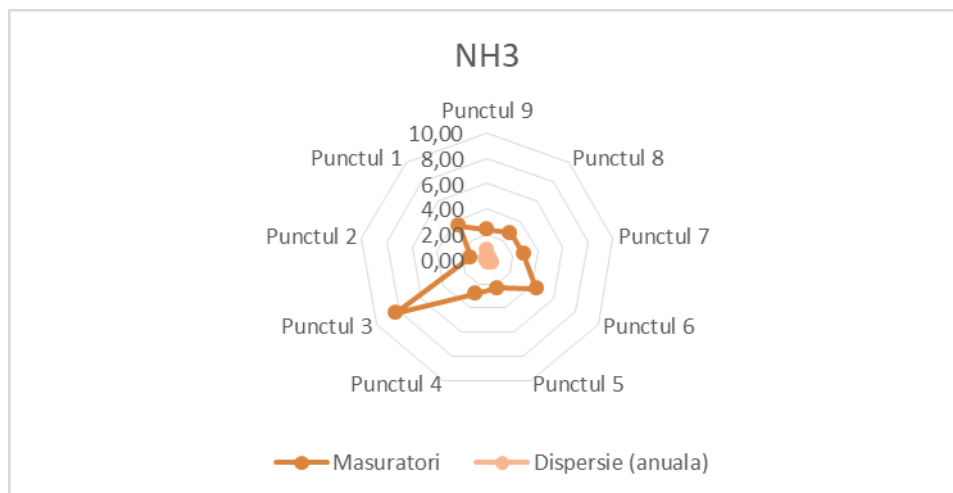 NH3
Punctul 9
10,00
Punctul 1
Punctul 8
8,00
6,00
4,00
Punctul 2
Punctul 7
2,00
0,00
Punctul 3
Punctul 6
Punctul 4
Punctul 5
Masuratori
Dispersie (anuala)